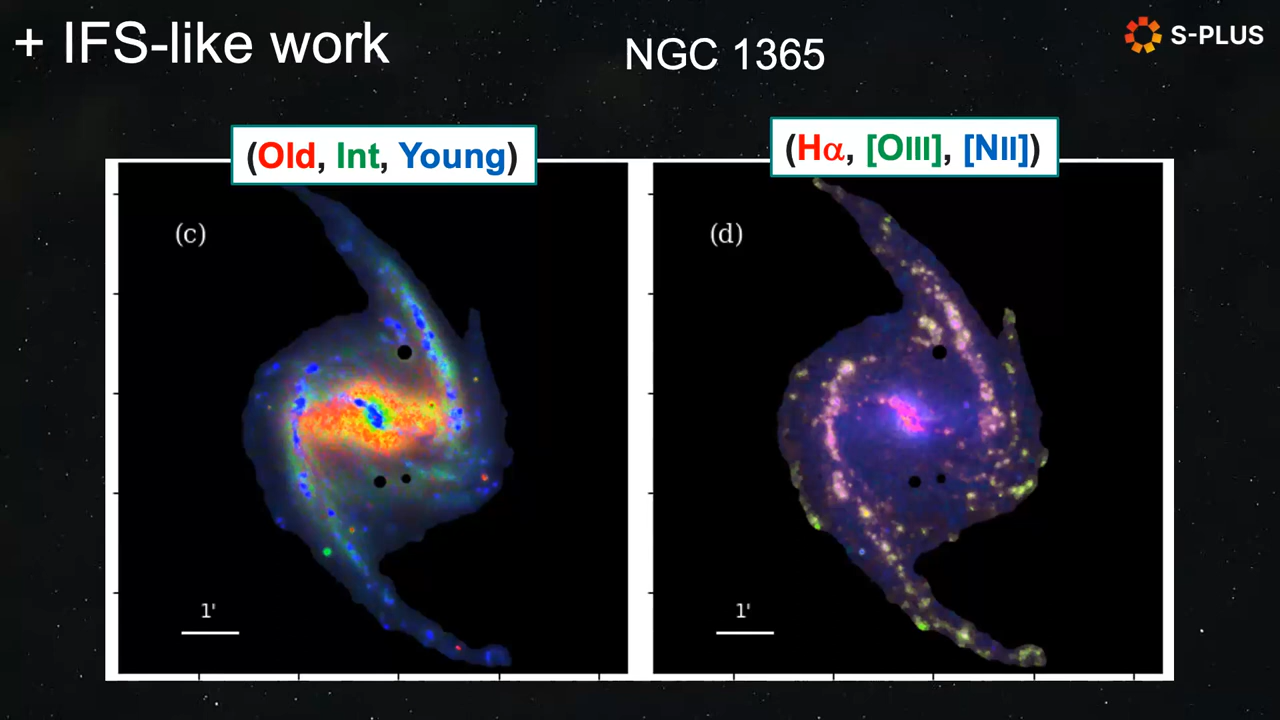 + IFS-like work
NGC 1365
S-PLUS
(Old, Int, Young)
(Hα, [OIII], [NII])
(c)
(d)
1'
1'